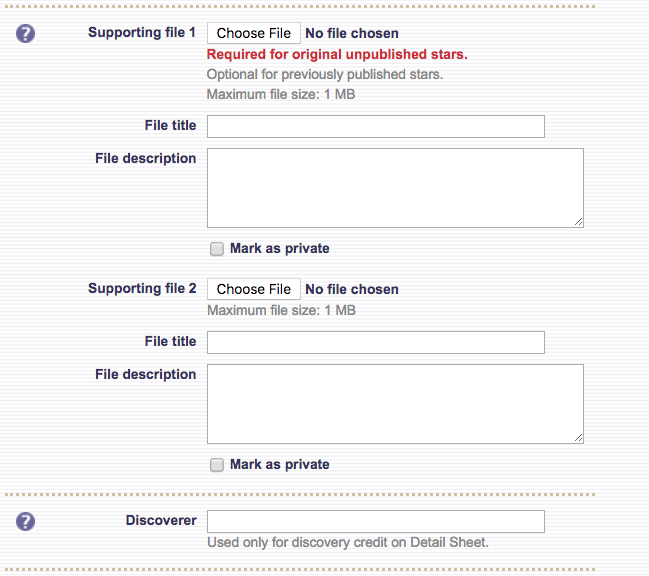 ? Supporting file 1 Choose File No file chosen
Required for original unpublished stars.
Optional for previously published stars.
Maximum file size: 1 MB
File title
File description
Mark as private
Supporting file 2 Choose File No file chosen
Maximum file size: 1 MB
File title
File description
Mark as private
? Discoverer
Used only for discovery credit on Detail Sheet.